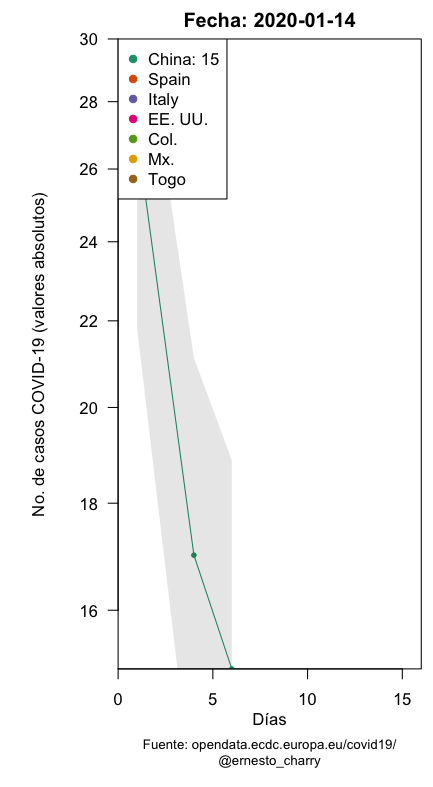 Fecha: 2020-01-14
No. de casos COVID-19 (valores absolutos)
30
28
26
24
22
20
18
16
China: 15
Spain
Italy
EE. UU.
Col.
Mx.
Togo
0 5 10 15
Días
Fuente: opendata.ecdc.europa.eu/covid19/
@ernesto_charry